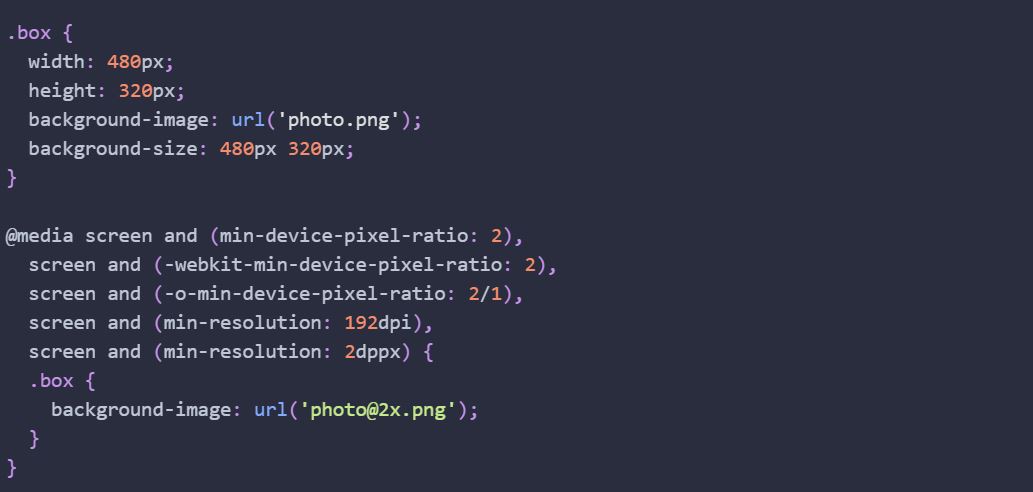 .box {
  width: 480px;
  height: 320px;
  background-image: url('photo.png');
  background-size: 480px 320px;
}

@media screen and (min-device-pixel-ratio: 2),
  screen and (-webkit-min-device-pixel-ratio: 2),
  screen and (-o-min-device-pixel-ratio: 2/1),
  screen and (min-resolution: 192dpi),
  screen and (min-resolution: 2dppx) {
  .box {
    background-image: url('photo@2x.png');
  }
}